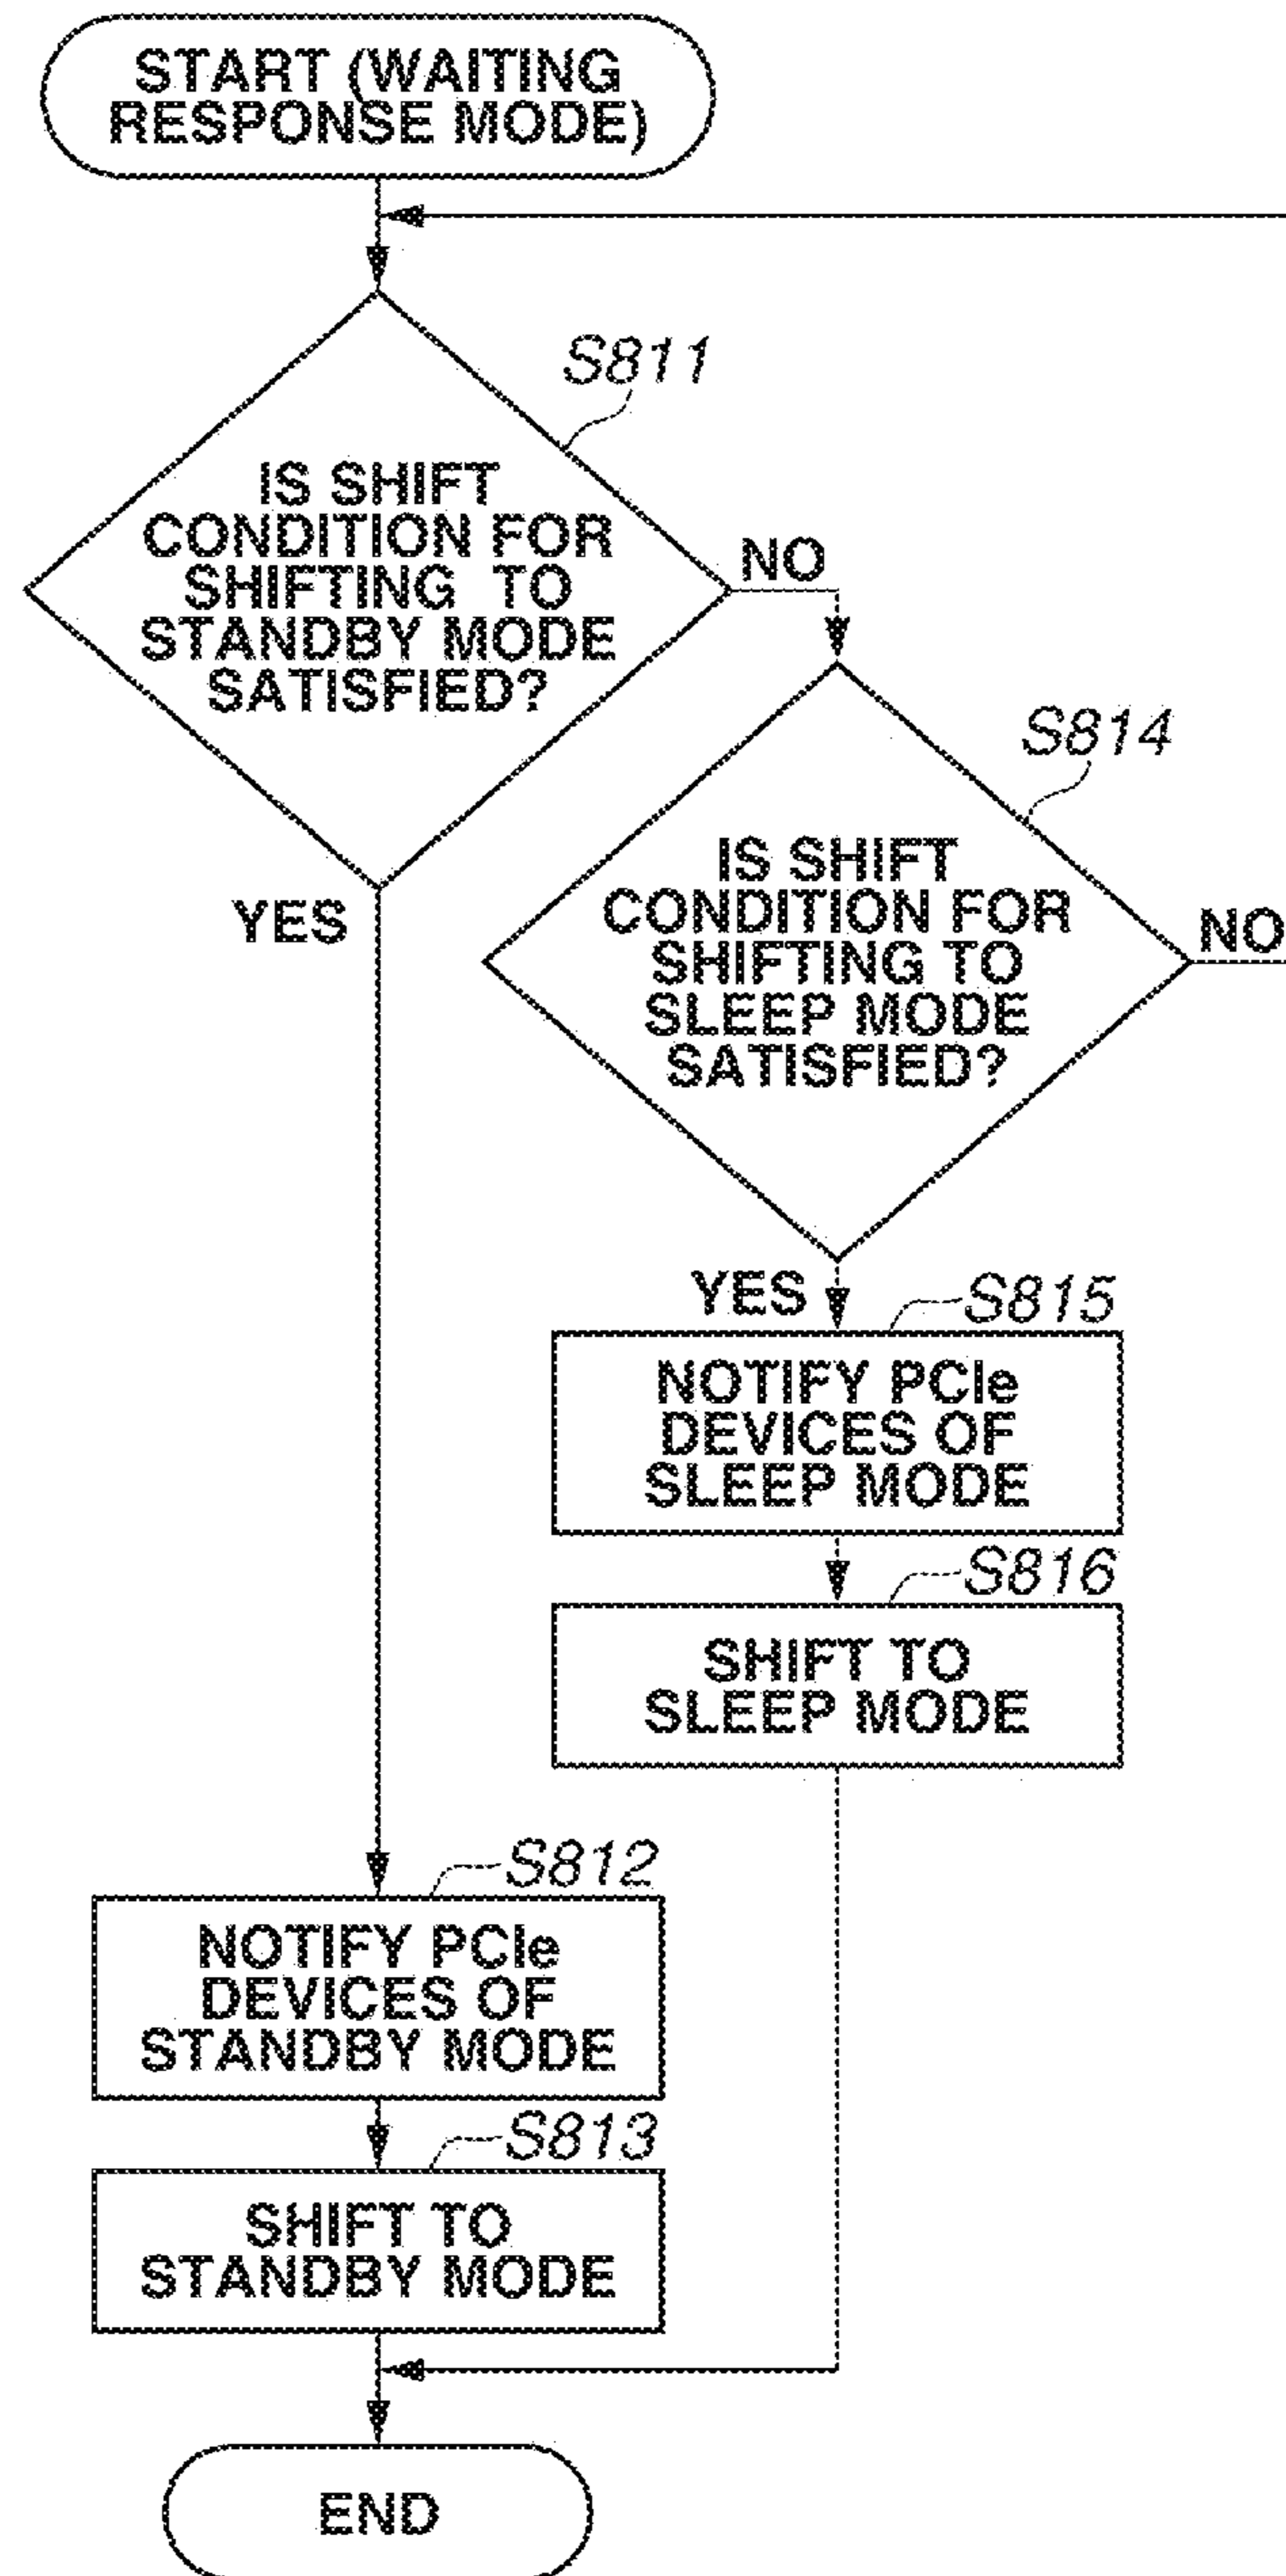 START (WAITING
RESPONSE MODE)
S811
IS SHIFT
CONDITION FOR
SHIFTING TO
STANDBY MODE
SATISFIED?
NO
YES
S814
IS SHIFT
CONDITION FOR
SHIFTING TO
SLEEP MODE
SATISFIED?
NO
YES
S815
NOTIFY PCIe
DEVICES OF
SLEEP MODE
S816
SHIFT TO
SLEEP MODE
S812
NOTIFY PCIe
DEVICES OF
STANDBY MODE
S813
SHIFT TO
STANDBY MODE
END